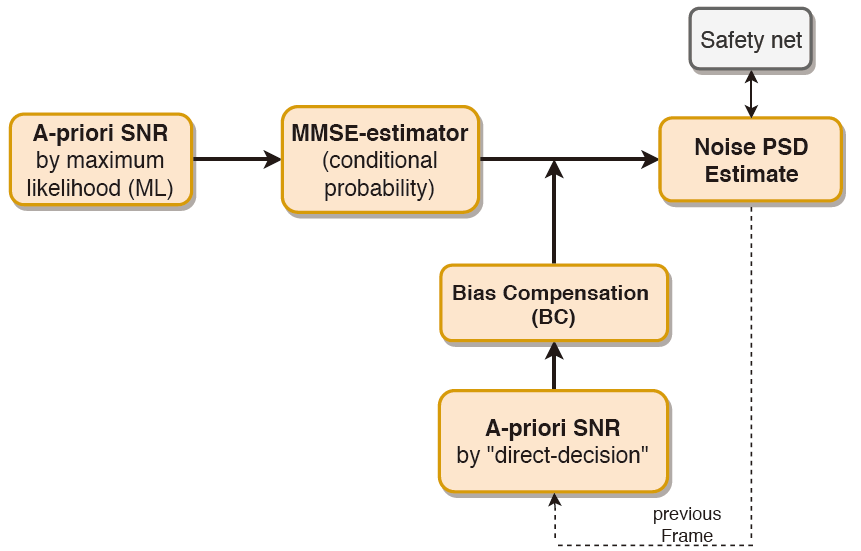 Safety net
A-priori SNR
by maximum
likelihood (ML)
MMSE-estimator
(conditional
probability)
Noise PSD
Estimate
Bias Compensation
(BC)
A-priori SNR
by "direct-decision"
previous
Frame